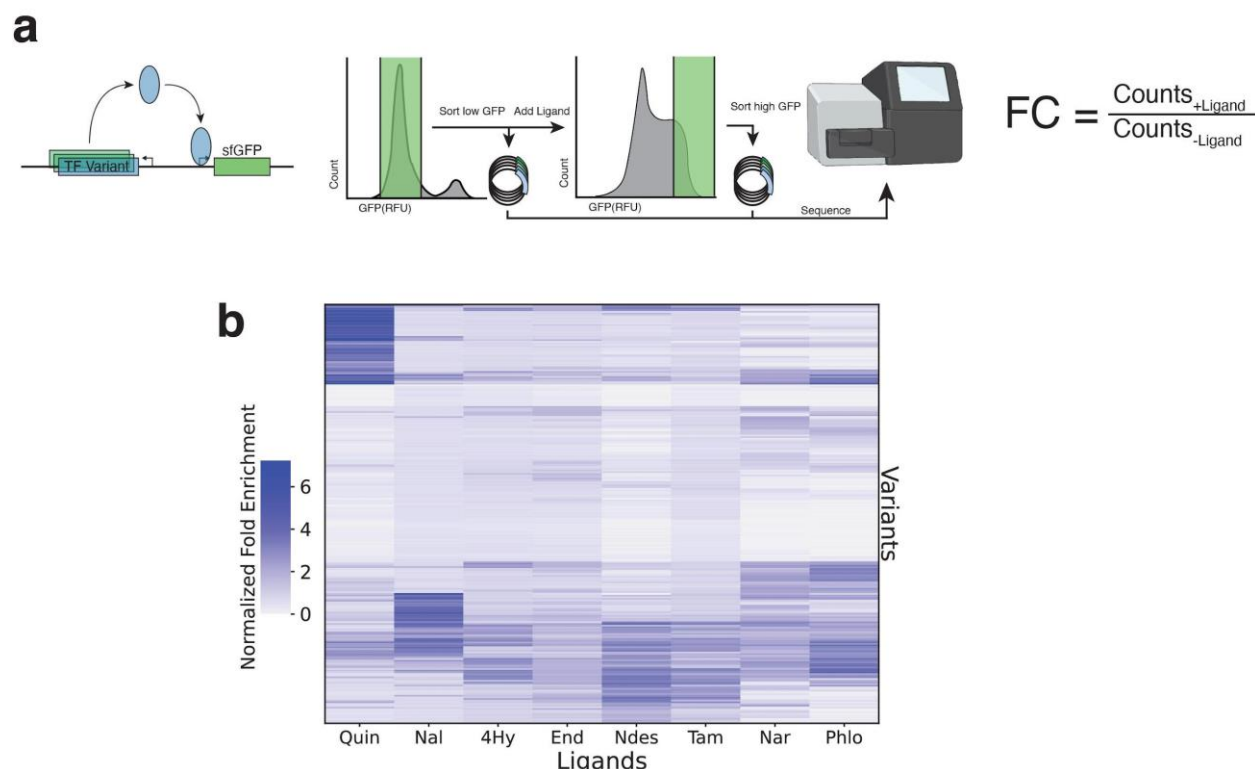 a
TF Variant
sfGFP
Count
GFP(RFU)
Sort low GFP Add Ligand
Count
GFP(RFU)
Sort high GFP
Sequence
FC = Counts+Ligand
Counts-Ligand
b
Normalized Fold Enrichment
6
4
2
0
Variants
Quin Nal 4Hy End Ndes Tam Nar Phlo
Ligands